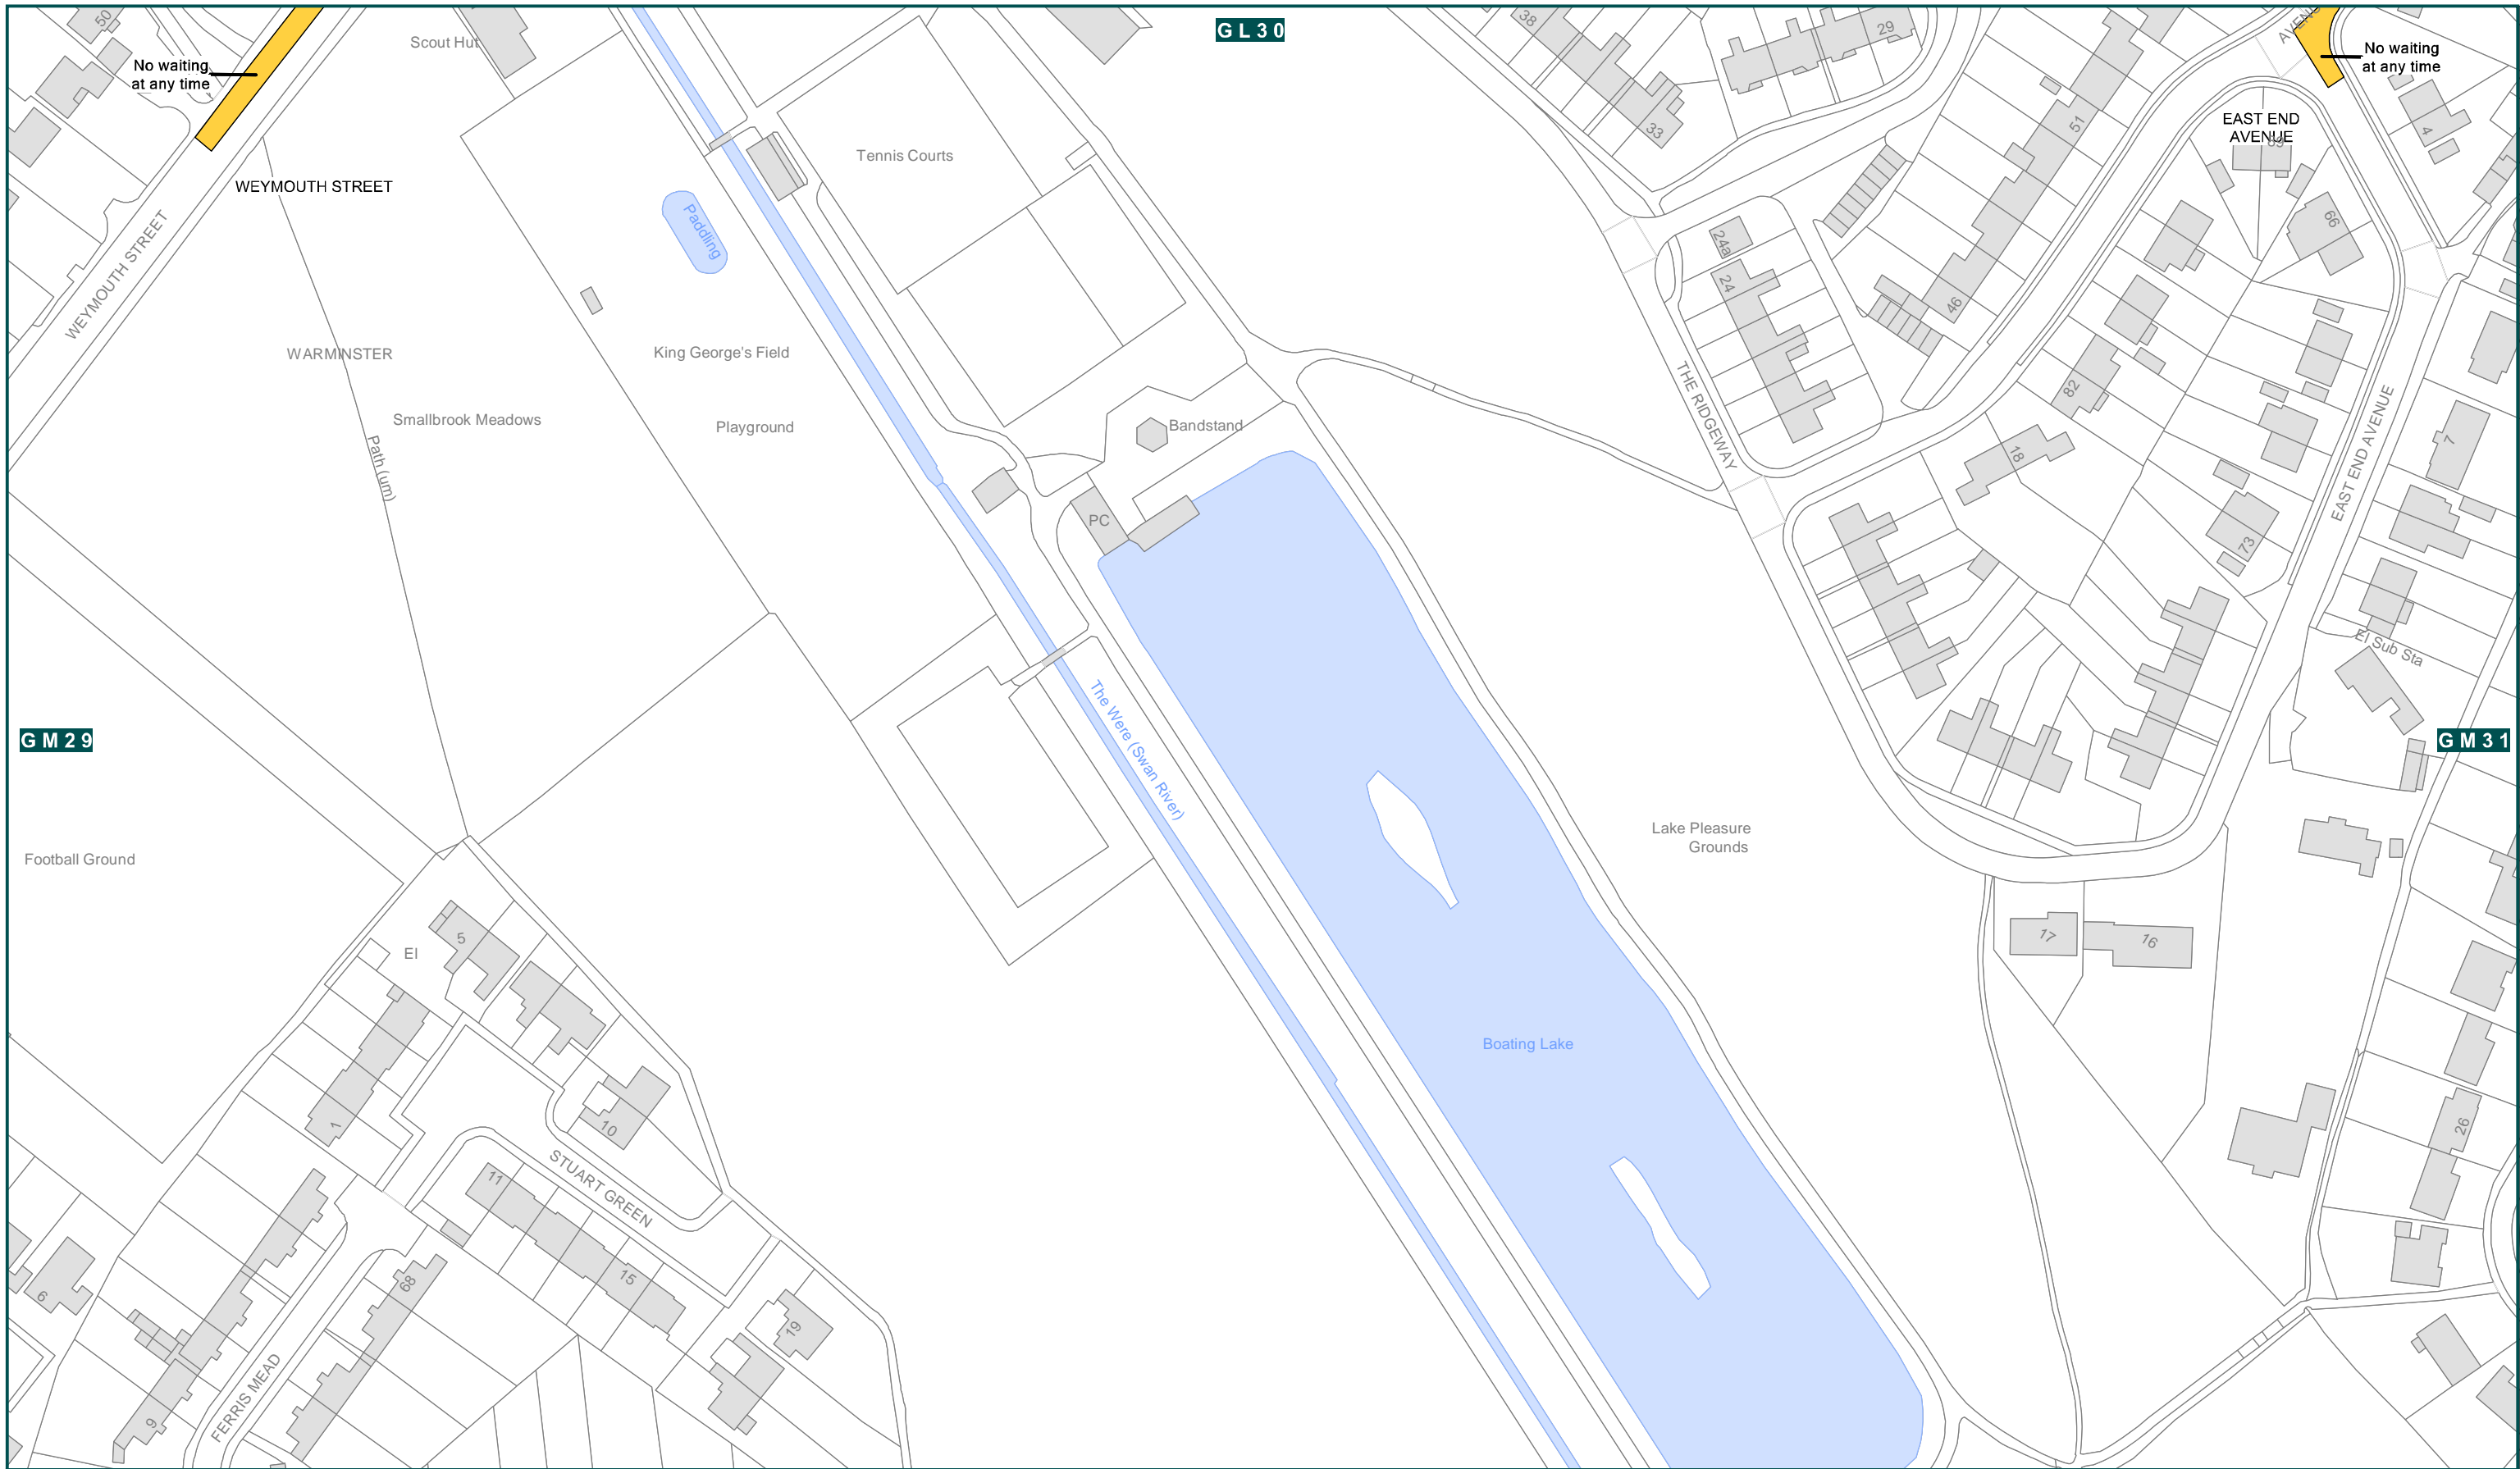 GL30
50
Scout Hut
38
29
AVENU
No waiting
at any time
No waiting
at any time
33
51
EAST END
AVENUE
4
Tennis Courts
WEYMOUTH STREET
WEYMOUTH STREET
Paddling
24a
66
24
46
WARMINSTER
King George's Field
THE RIDGEWAY
82
Smallbrook Meadows
Playground
Bandstand
EAST END AVENUE
7
Path (um)
18
PC
73
El Sub Sta
The Were (Swan River)
GM29
GM31
Lake Pleasure
Grounds
Football Ground
5
El
17
16
Boating Lake
1
10
26
STUART GREEN
11
15
6
68
19
FERRIS MEAD
9